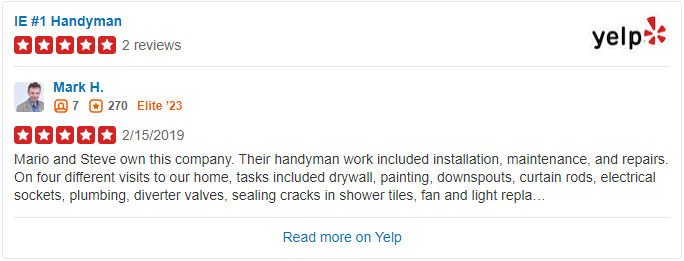 IE #1 Handyman
yelp
2 reviews
Mark H.
7 270 Elite '23
2/15/2019
Mario and Steve own this company. Their handyman work included installation, maintenance, and repairs.
On four different visits to our home, tasks included drywall, painting, downspouts, curtain rods, electrical
sockets, plumbing, diverter valves, sealing cracks in shower tiles, fan and light repla…
Read more on Yelp